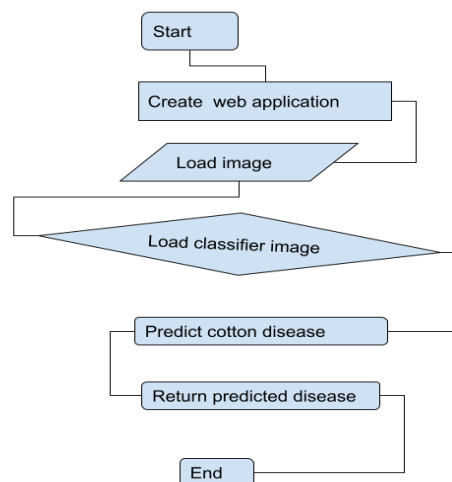 Start
Create web application
Load image
Load classifier image
Predict cotton disease
Return predicted disease
End